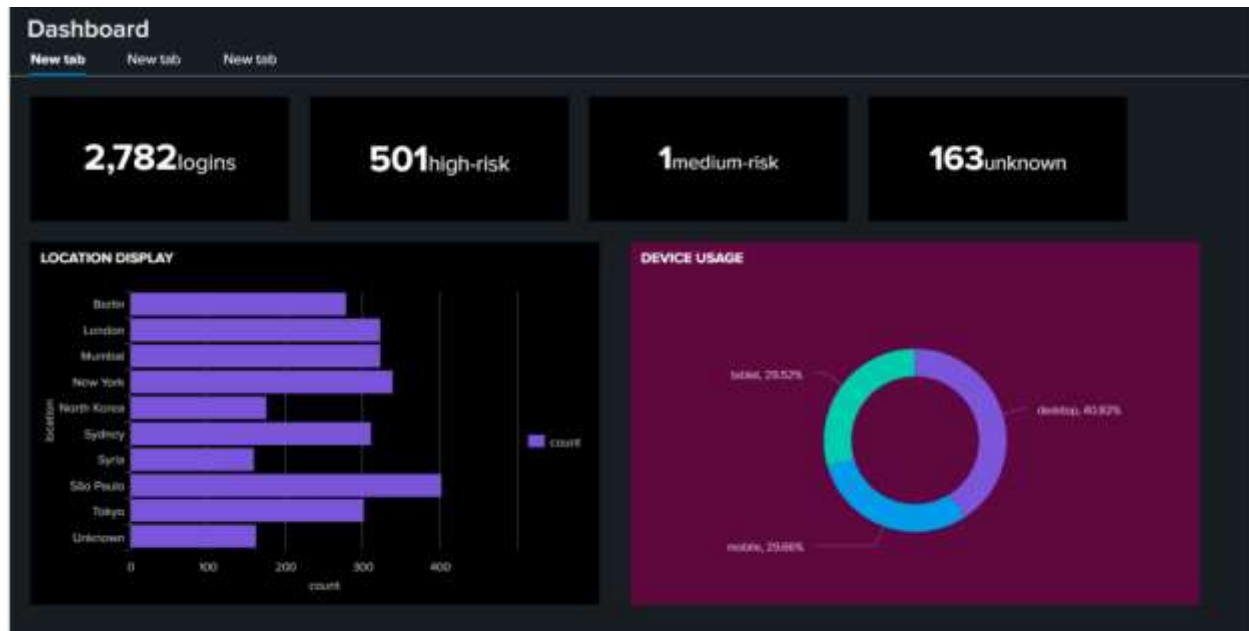 Dashboard
New tab New tab New tab
2,782logins
501high-risk
1medium-risk
163unknown
LOCATION DISPLAY
location
Berlin
London
Mumbai
New York
North Korea
Sydney
Syria
São Paulo
Tokyo
Unknown
0 100 200 300 400
count
count
DEVICE USAGE
tablet, 29.52%
desktop, 40.82%
mobile, 29.66%